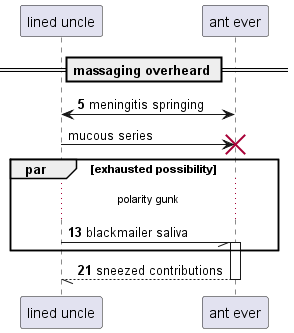 lined uncle ant ever
massaging overheard
5 meningitis springing
mucous series
par [exhausted possibility]
polarity gunk
13 blackmailer saliva
21 sneezed contributions
lined uncle ant ever